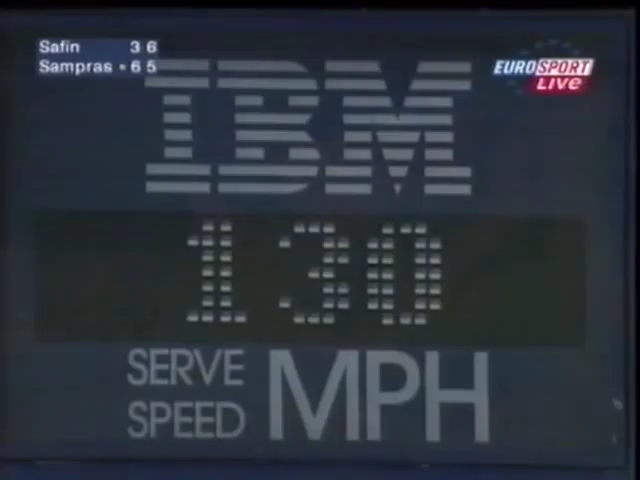 Safin 3 6
Sampras • 6 5
EUROSPORT
LIVE
IBM
130
SERVE
SPEED
MPH